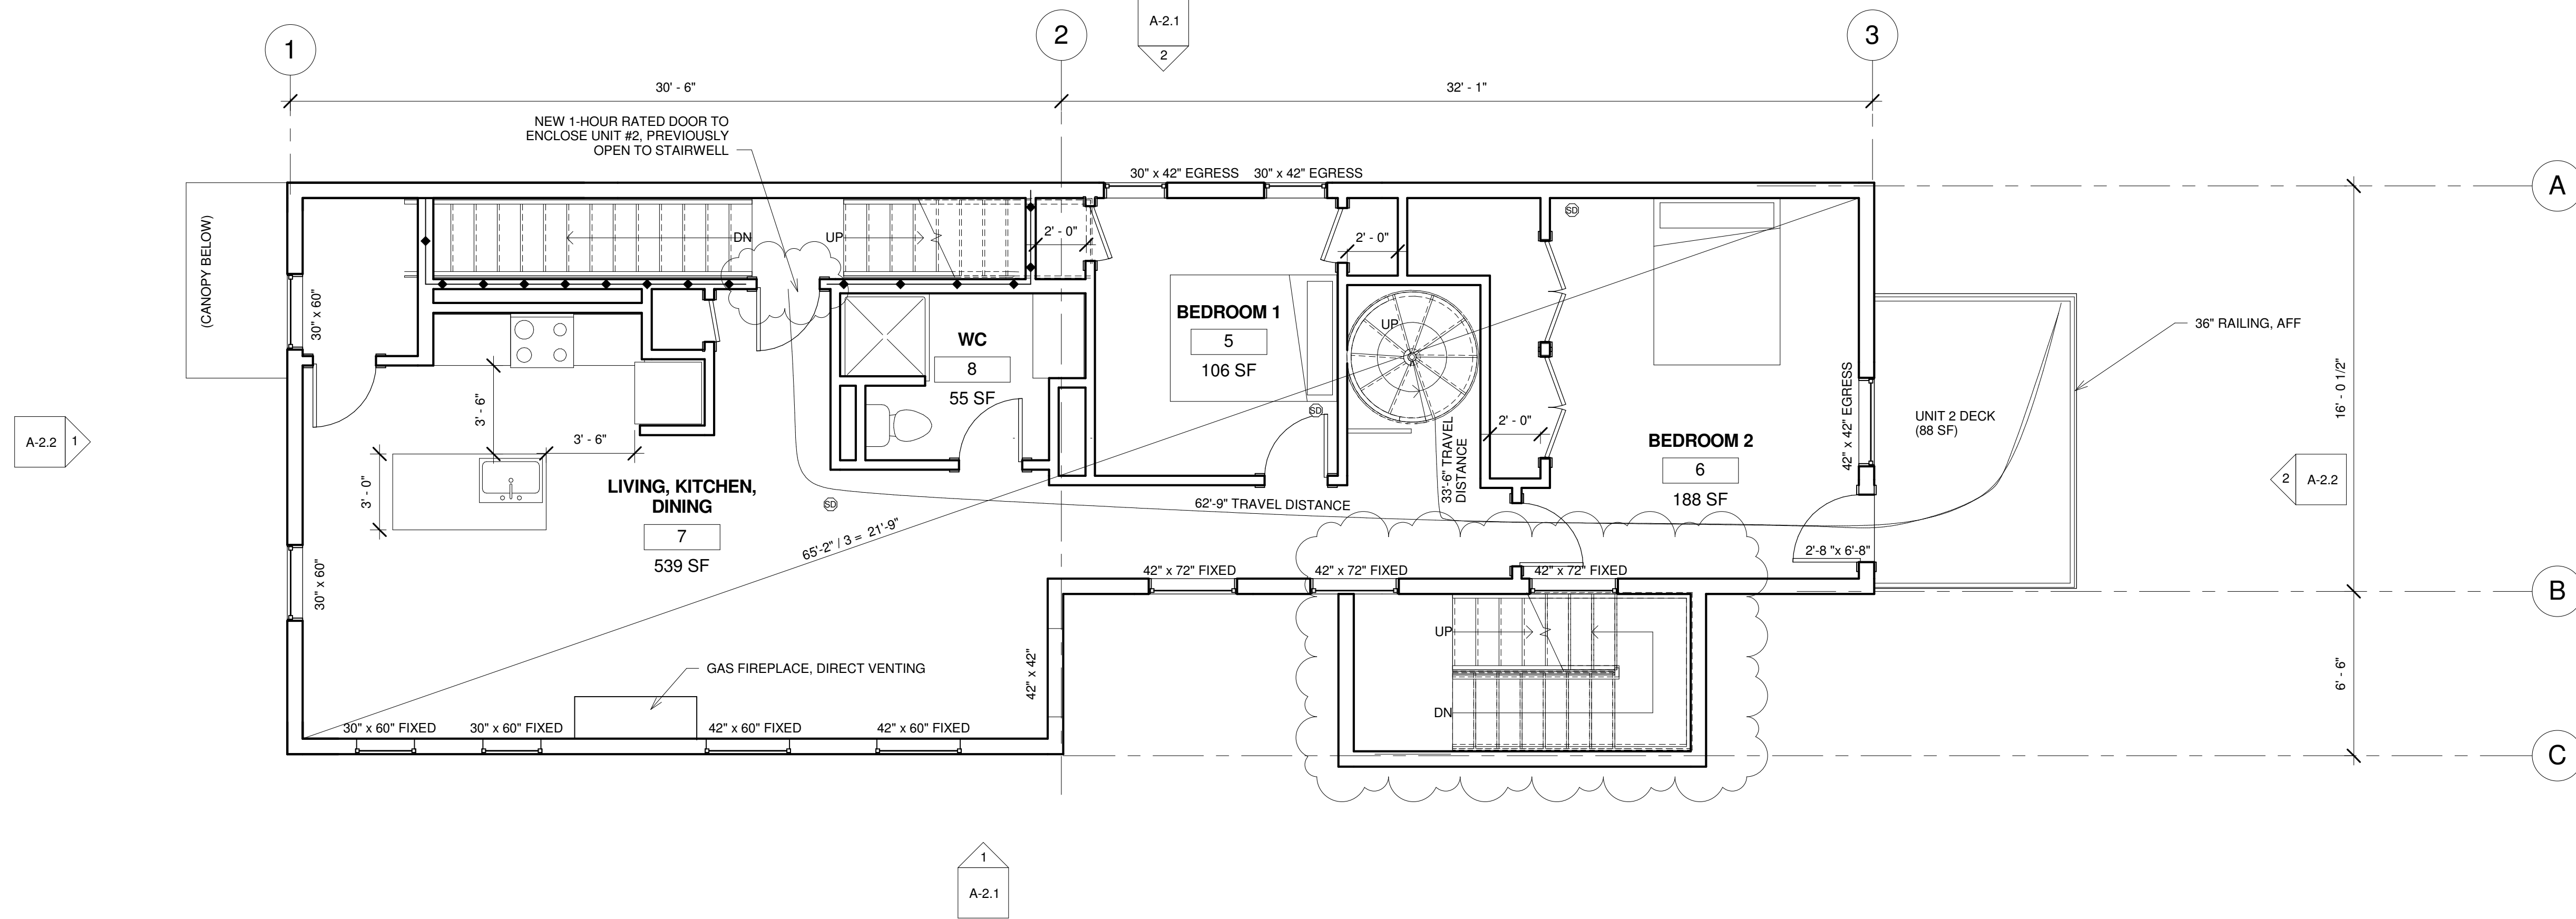 A-2.1
2
1
2
3
30' - 6"
32' - 1"
NEW 1-HOUR RATED DOOR TO
ENCLOSE UNIT #2, PREVIOUSLY
OPEN TO STAIRWELL
30" x 42" EGRESS
30" x 42" EGRESS
A
(CANOPY BELOW)
30" x 60"
DN
UP
2' - 0"
2' - 0"
SD
BEDROOM 1
5
106 SF
UP
WC
8
55 SF
36" RAILING, AFF
16' - 0 1/2"
42" x 42" EGRESS
UNIT 2 DECK
(88 SF)
SD
3' - 6"
3' - 6"
2' - 0"
A-2.2
1
BEDROOM 2
6
188 SF
33'-6" TRAVEL
DISTANCE
2
A-2.2
3' - 0"
LIVING, KITCHEN,
DINING
7
539 SF
SD
62'-9" TRAVEL DISTANCE
65'-2" / 3 = 21'-9"
2'-8 "x 6'-8"
30" x 60"
42" x 72" FIXED
42" x 72" FIXED
42" x 72" FIXED
B
UP
GAS FIREPLACE, DIRECT VENTING
42" x 42"
6' - 6"
DN
30" x 60" FIXED
30" x 60" FIXED
42" x 60" FIXED
42" x 60" FIXED
C
1
A-2.1